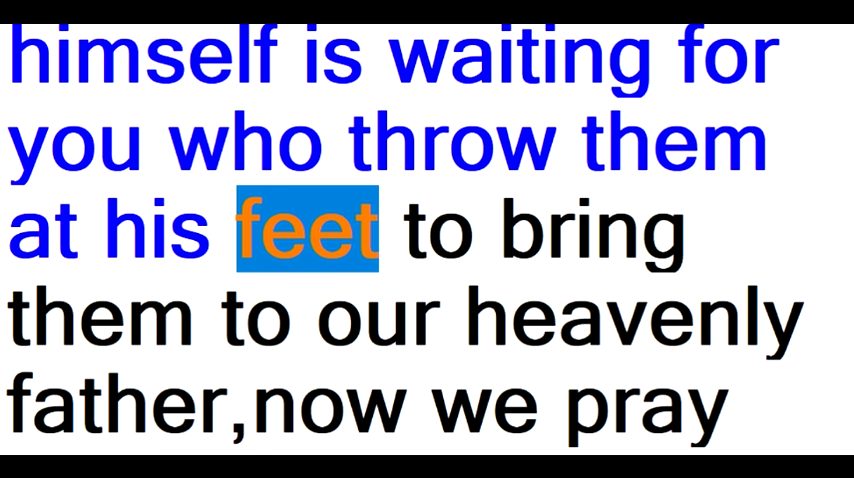 himself is waiting for
you who throw them
at his feet to bring
them to our heavenly
father,now we pray